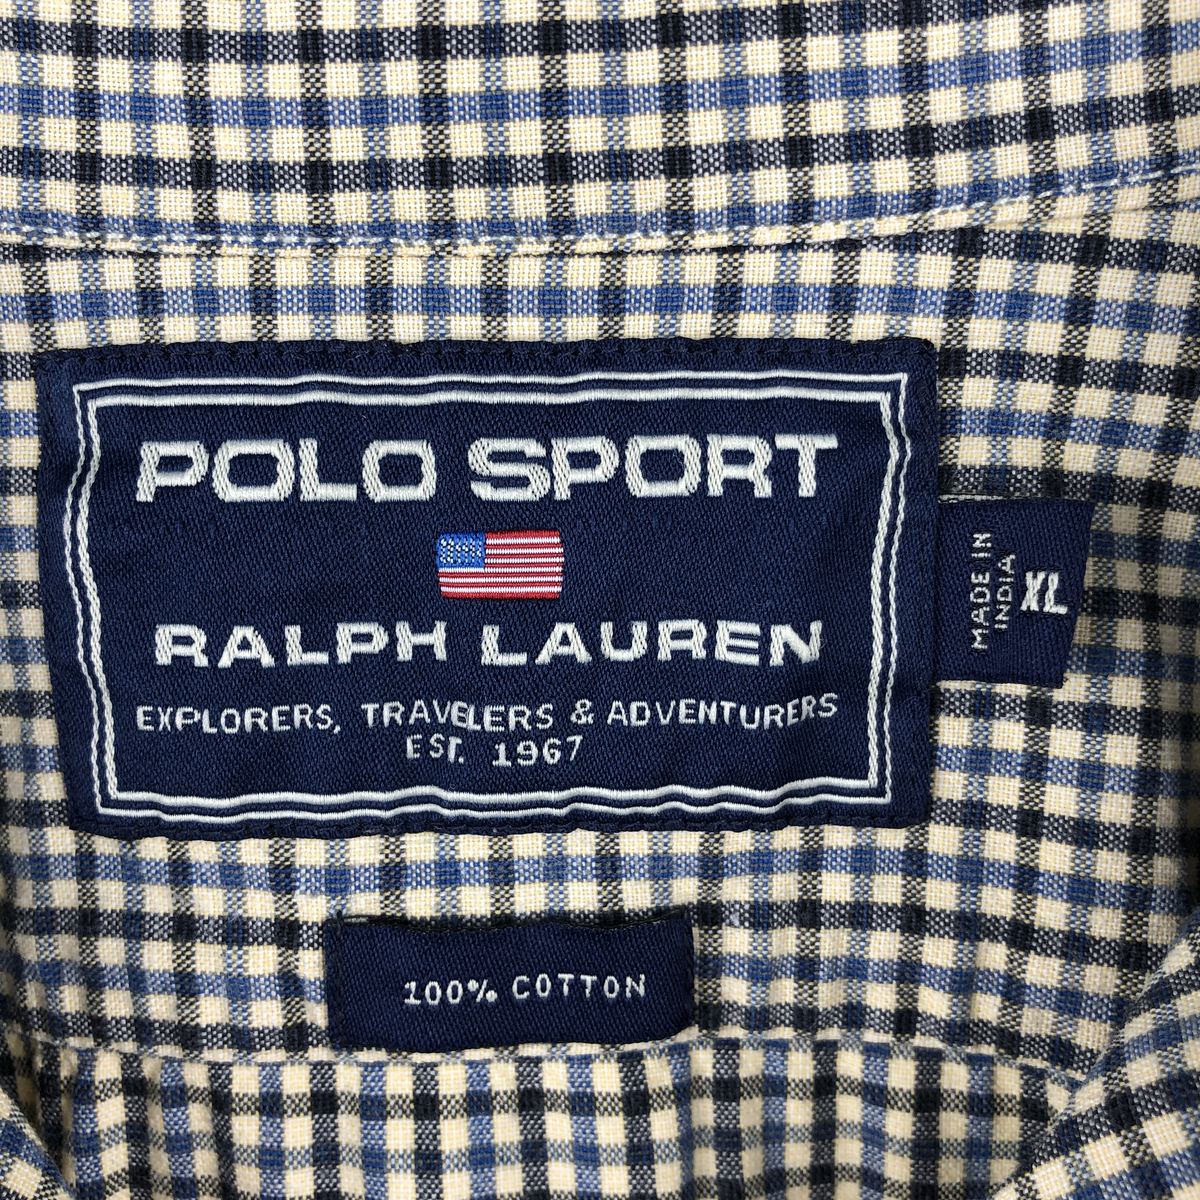 POLO SPORT
RALPH LAUREN
EXPLORERS, TRAVELERS & ADVENTURERS
EST. 1967
MADE IN
INDIA
XL
100% COTTON